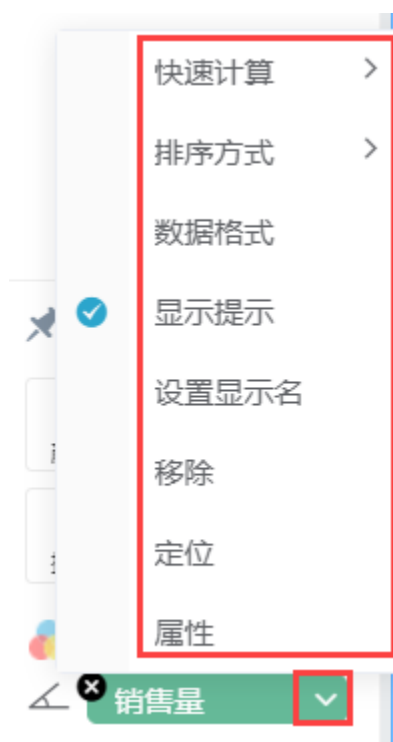 快速计算
排序方式
数据格式
显示提示
设置显示名
移除
定位
属性
销售量